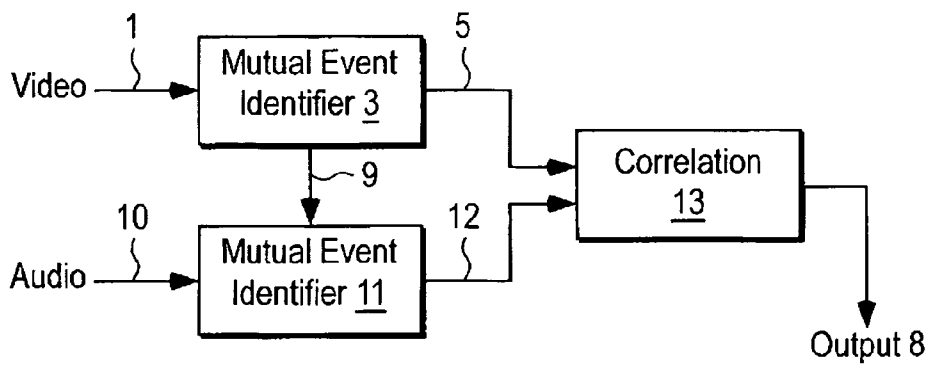 1
5
Video
Mutual Event
Identifier 3
9
Correlation
13
10
12
Audio
Mutual Event
Identifier 11
Output 8